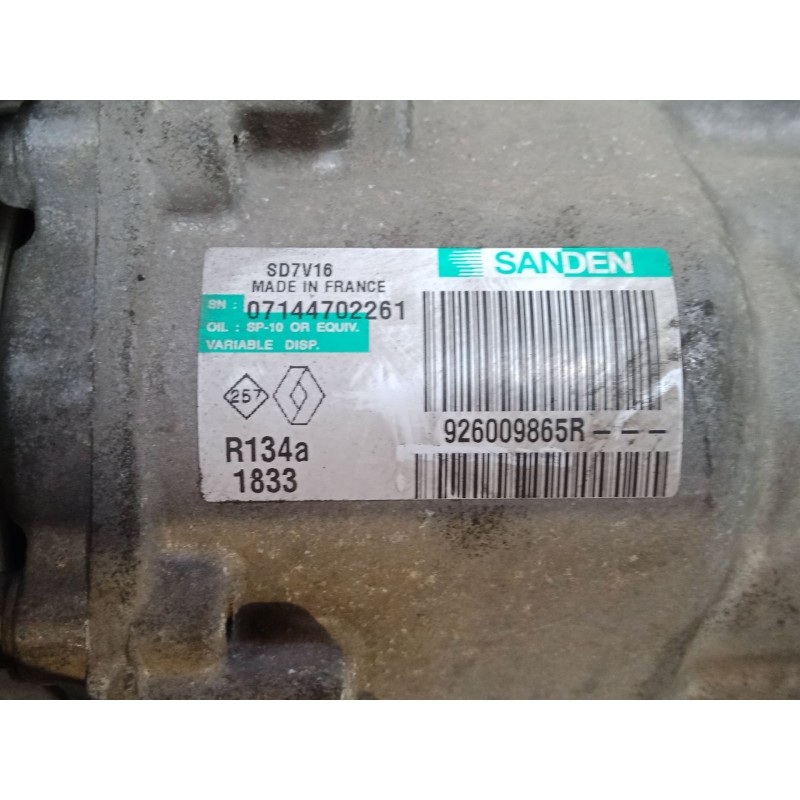 SANDEN
SD7V16
MADE IN FRANCE
SN : 07144702261
OIL : SP-10 OR EQUIV.
VARIABLE DISP.
257
926009865R---
R134a
1833